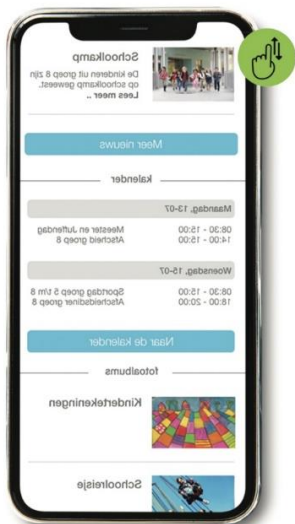 Schoolkamp
De kinderen uit groep 8 zijn
op schoolkamp geweest.
Lees meer ..
Meer nieuws
kalender
Maandag, 13-07
08:30 - 15:00 Meester en Juffendag
14:00 - 15:00 Afscheid groep 8
Woensdag, 15-07
08:30 - 15:00 Sportdag groep 5 t/m 8
18:00 - 20:00 Afscheidsdiner groep 8
Naar de kalender
fotoalbums
Kindertekeningen
Schoolreisje